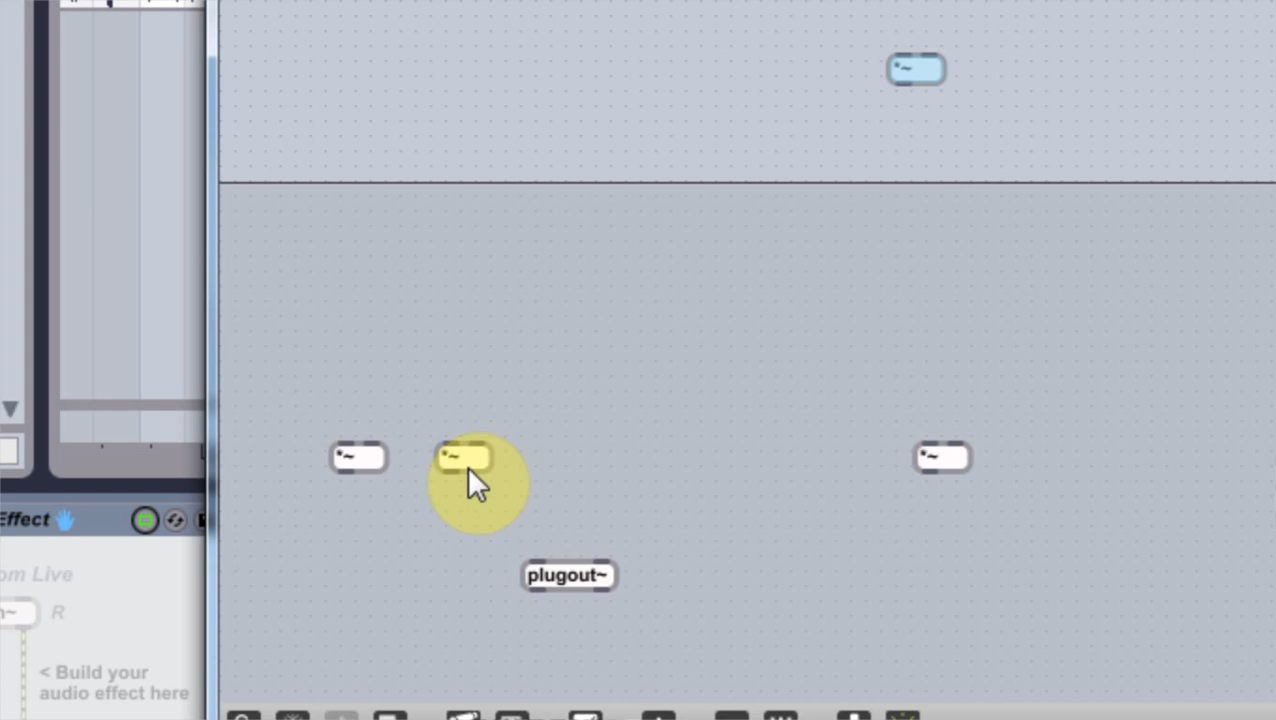 *~
*~
*~
*~
plugout~
Effect
om Live
n~ R
< Build your
audio effect here